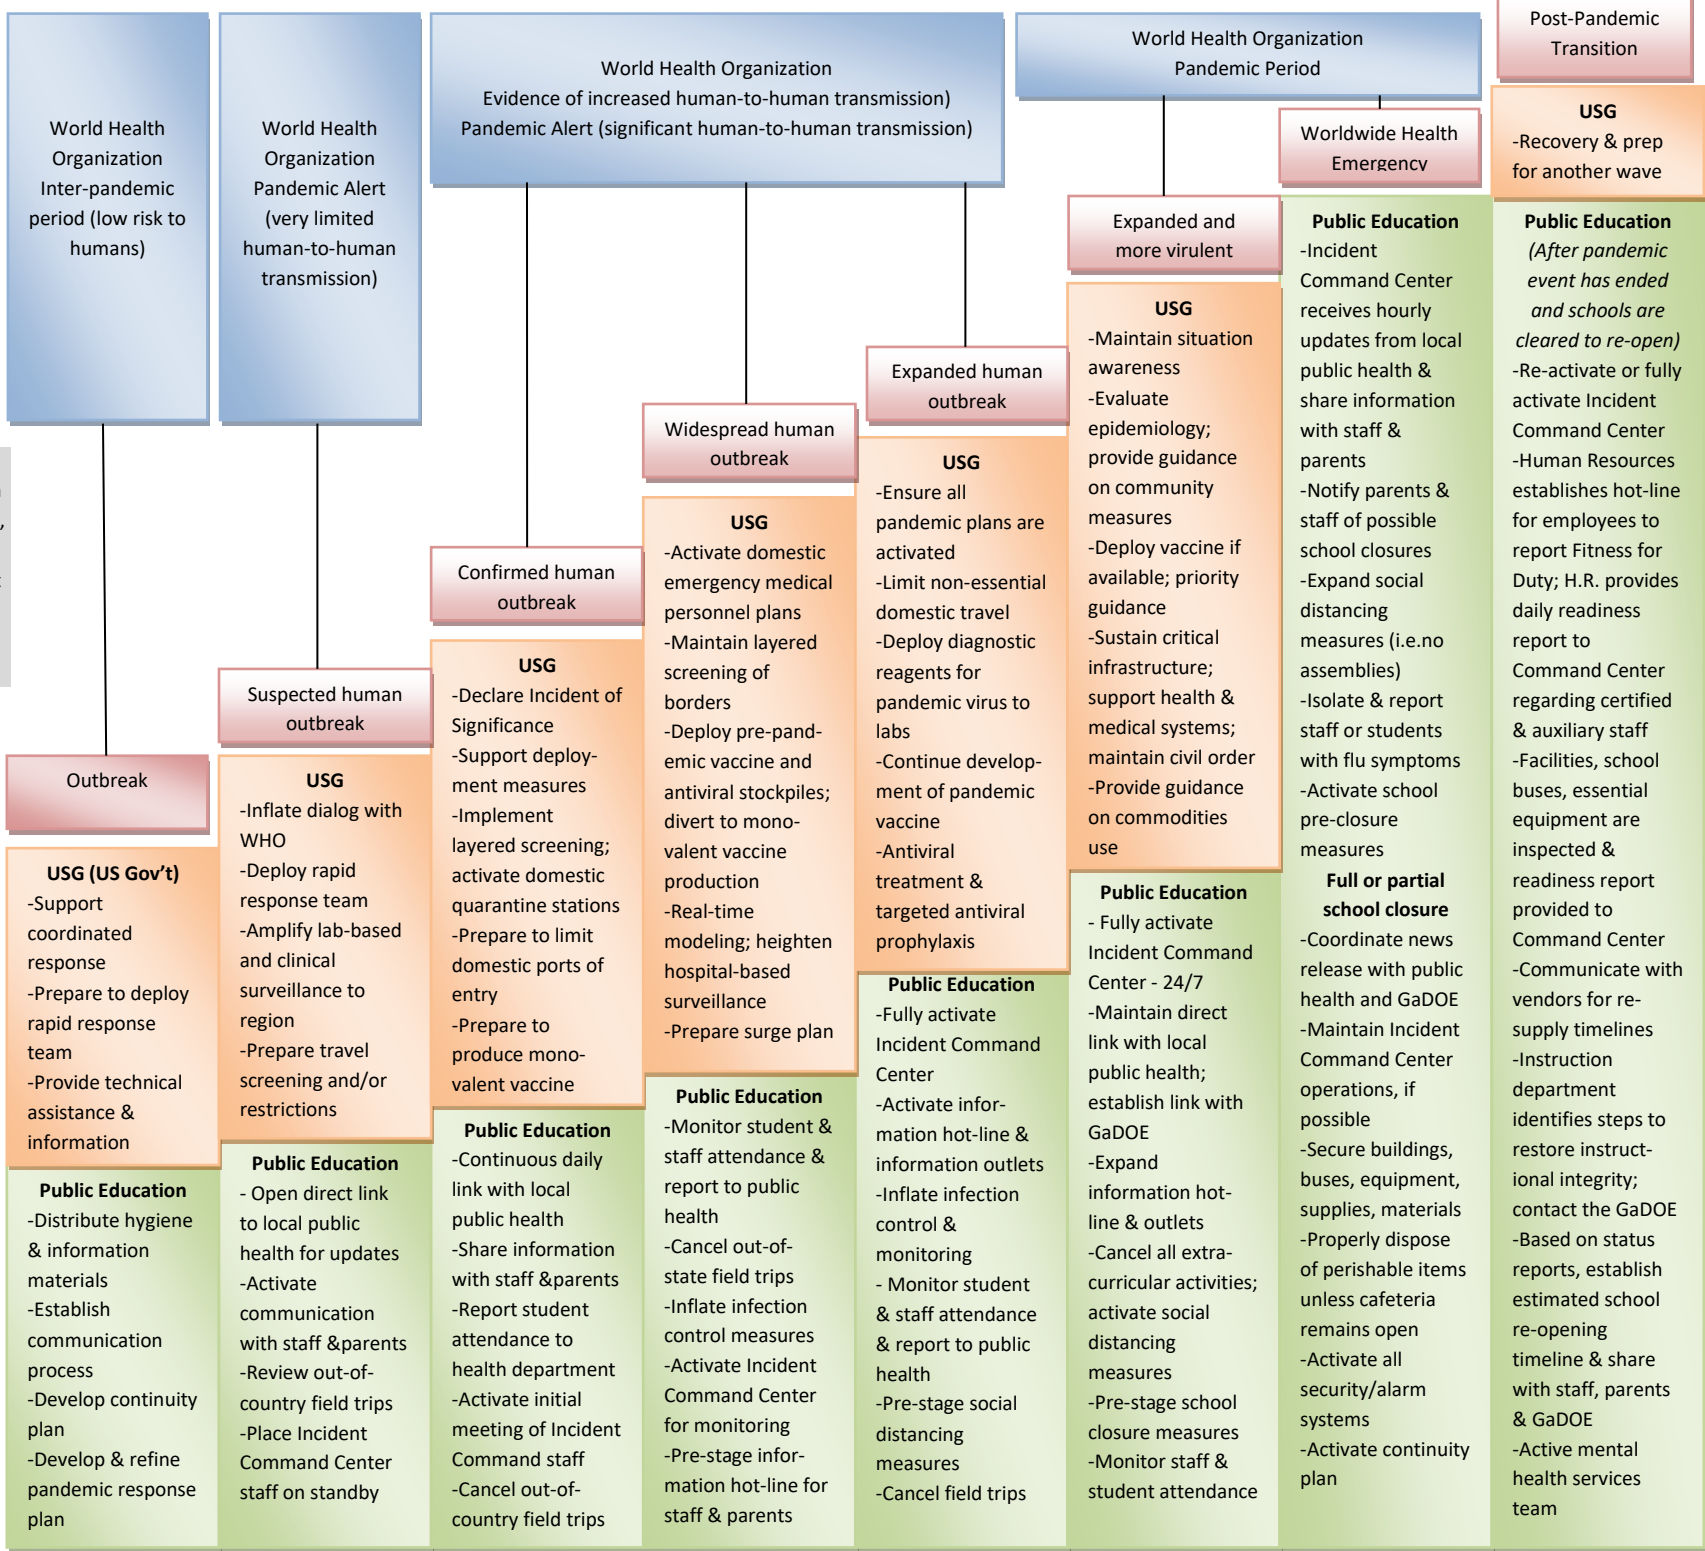 World Health
Organization
Inter-pandemic
period (low risk to
humans)
World Health
Organization
Pandemic Alert
(very limited
human-to-human
transmission)
World Health Organization
Evidence of increased human-to-human transmission)
Pandemic Alert (significant human-to-human transmission)
World Health Organization
Pandemic Period
Post-Pandemic
Transition
Outbreak
USG (US Gov't)
-Support
coordinated
response
-Prepare to deploy
rapid response
team
-Provide technical
assistance &
information
Public Education
-Distribute hygiene
& information
materials
-Establish
communication
process
-Develop continuity
plan
-Develop & refine
pandemic response
plan
Suspected human
outbreak
USG
-Inflate dialog with
WHO
-Deploy rapid
response team
-Amplify lab-based
and clinical
surveillance to
region
-Prepare travel
screening and/or
restrictions
Public Education
- Open direct link
to local public
health for updates
-Activate
communication
with staff &parents
-Review out-of-
country field trips
-Place Incident
Command Center
staff on standby
Confirmed human
outbreak
USG
-Declare Incident of
Significance
-Support deploy-
ment measures
-Implement
layered screening;
activate domestic
quarantine stations
-Prepare to limit
domestic ports of
entry
-Prepare to
produce mono-
valent vaccine
Public Education
-Continuous daily
link with local
public health
-Share information
with staff &parents
-Report student
attendance to
health department
-Activate initial
meeting of Incident
Command staff
-Cancel out-of-
country field trips
Widespread human
outbreak
USG
-Activate domestic
emergency medical
personnel plans
-Maintain layered
screening of
borders
-Deploy pre-pand-
emic vaccine and
antiviral stockpiles;
divert to mono-
valent vaccine
production
-Real-time
modeling; heighten
hospital-based
surveillance
-Prepare surge plan
Public Education
-Monitor student &
staff attendance &
report to public
health
-Cancel out-of-
state field trips
-Inflate infection
control measures
-Activate Incident
Command Center
for monitoring
-Pre-stage infor-
mation hot-line for
staff & parents
Expanded human
outbreak
USG
-Ensure all
pandemic plans are
activated
-Limit non-essential
domestic travel
-Deploy diagnostic
reagents for
pandemic virus to
labs
-Continue develop-
ment of pandemic
vaccine
-Antiviral
treatment &
targeted antiviral
prophylaxis
Public Education
-Fully activate
Incident Command
Center
-Activate infor-
mation hot-line &
information outlets
-Inflate infection
control &
monitoring
- Monitor student
& staff attendance
& report to public
health
-Pre-stage social
distancing
measures
-Cancel field trips
Expanded and
more virulent
USG
-Maintain situation
awareness
-Evaluate
epidemiology;
provide guidance
on community
measures
-Deploy vaccine if
available; priority
guidance
-Sustain critical
infrastructure;
support health &
medical systems;
maintain civil order
-Provide guidance
on commodities
use
Public Education
- Fully activate
Incident Command
Center - 24/7
-Maintain direct
link with local
public health;
establish link with
GaDOE
-Expand
information hot-
line & outlets
-Cancel all extra-
curricular activities;
activate social
distancing
measures
-Pre-stage school
closure measures
-Monitor staff &
student attendance
Worldwide Health
Emergency
Public Education
-Incident
Command Center
receives hourly
updates from local
public health &
share information
with staff &
parents
-Notify parents &
staff of possible
school closures
-Expand social
distancing
measures (i.e.no
assemblies)
-Isolate & report
staff or students
with flu symptoms
-Activate school
pre-closure
measures
Full or partial
school closure
-Coordinate news
release with public
health and GaDOE
-Maintain Incident
Command Center
operations, if
possible
-Secure buildings,
buses, equipment,
supplies, materials
-Properly dispose
of perishable items
unless cafeteria
remains open
-Activate all
security/alarm
systems
-Activate continuity
plan
USG
-Recovery & prep
for another wave
Public Education
(After pandemic
event has ended
and schools are
cleared to re-open)
-Re-activate or fully
activate Incident
Command Center
-Human Resources
establishes hot-line
for employees to
report Fitness for
Duty; H.R. provides
daily readiness
report to
Command Center
regarding certified
& auxiliary staff
-Facilities, school
buses, essential
equipment are
inspected &
readiness report
provided to
Command Center
-Communicate with
vendors for re-
supply timelines
-Instruction
department
identifies steps to
restore instruct-
ional integrity;
contact the GaDOE
-Based on status
reports, establish
estimated school
re-opening
timeline & share
with staff, parents
& GaDOE
-Active mental
health services
team